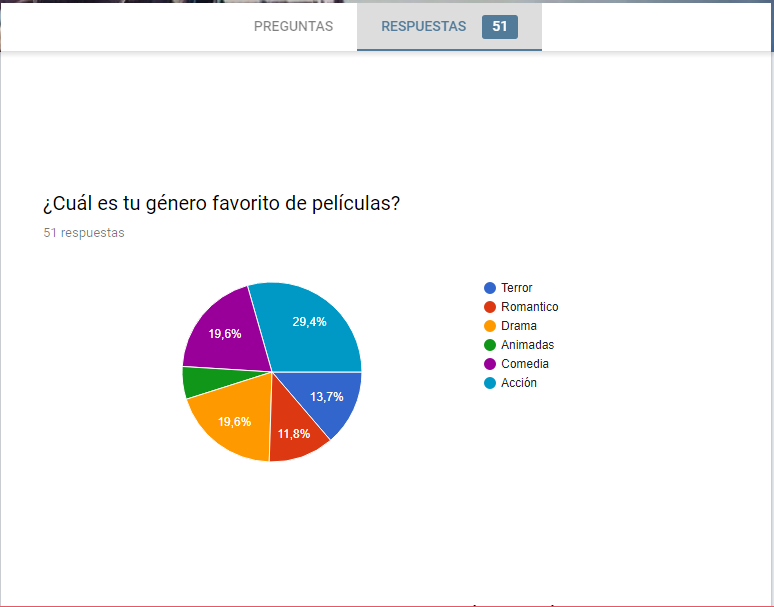 PREGUNTAS RESPUESTAS 51
¿Cuál es tu género favorito de películas?
51 respuestas
Terror
Romantico
Drama
Animadas
Comedia
Acción
29,4%
19,6%
13,7%
19,6%
11,8%